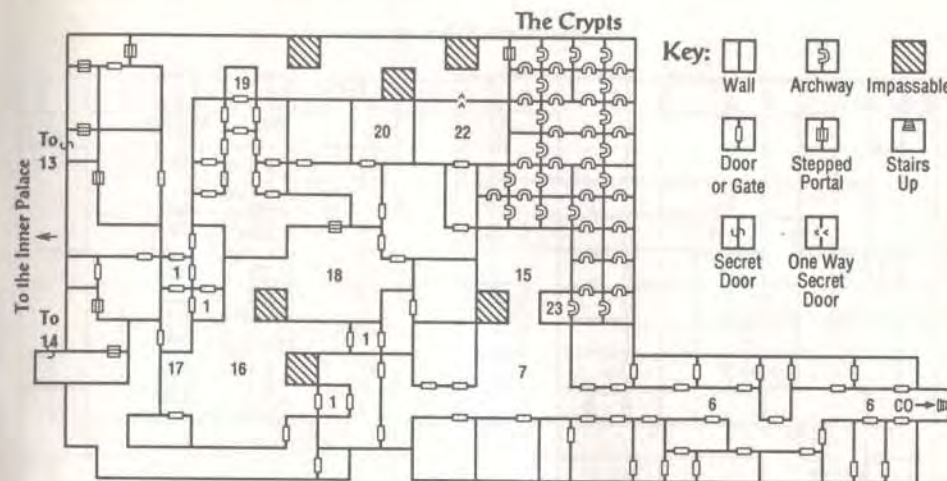 The Crypts
Key:
Wall
Archway
Impassable
Door
or Gate
Stepped
Portal
Stairs
Up
Secret
Door
One Way
Secret
Door
To the Inner Palace
To
13
To
14
19
20
22
1
1
18
15
23
1
17
16
7
1
6
6
CO